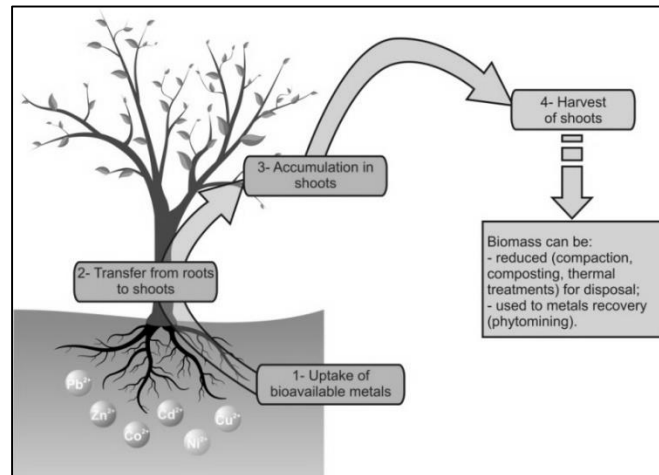 4- Harvest
of shoots
3- Accumulation in
shoots
2- Transfer from roots
to shoots
1- Uptake of
bioavailable metals
Biomass can be:
- reduced (compaction,
composting, thermal
treatments) for disposal;
- used to metals recovery
(phytomining).
Pb²⁺
Zn²⁺
Cd²⁺
Cu²⁺
Co²⁺
Ni²⁺